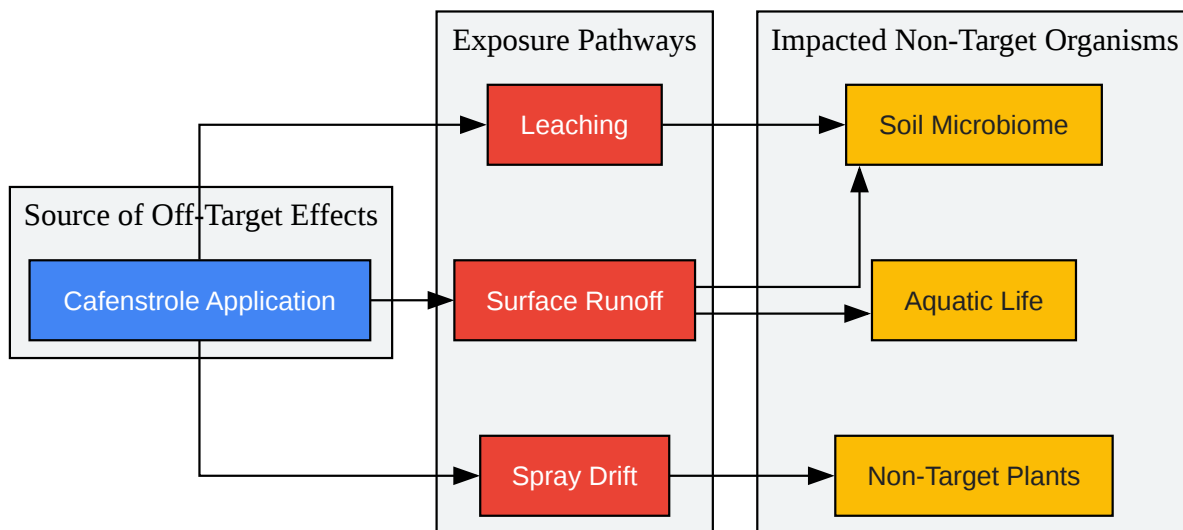 Exposure Pathways
Impacted Non-Target Organisms
Leaching
Soil Microbiome
Source of Off-Target Effects
Cafenstrole Application
Surface Runoff
Aquatic Life
Spray Drift
Non-Target Plants